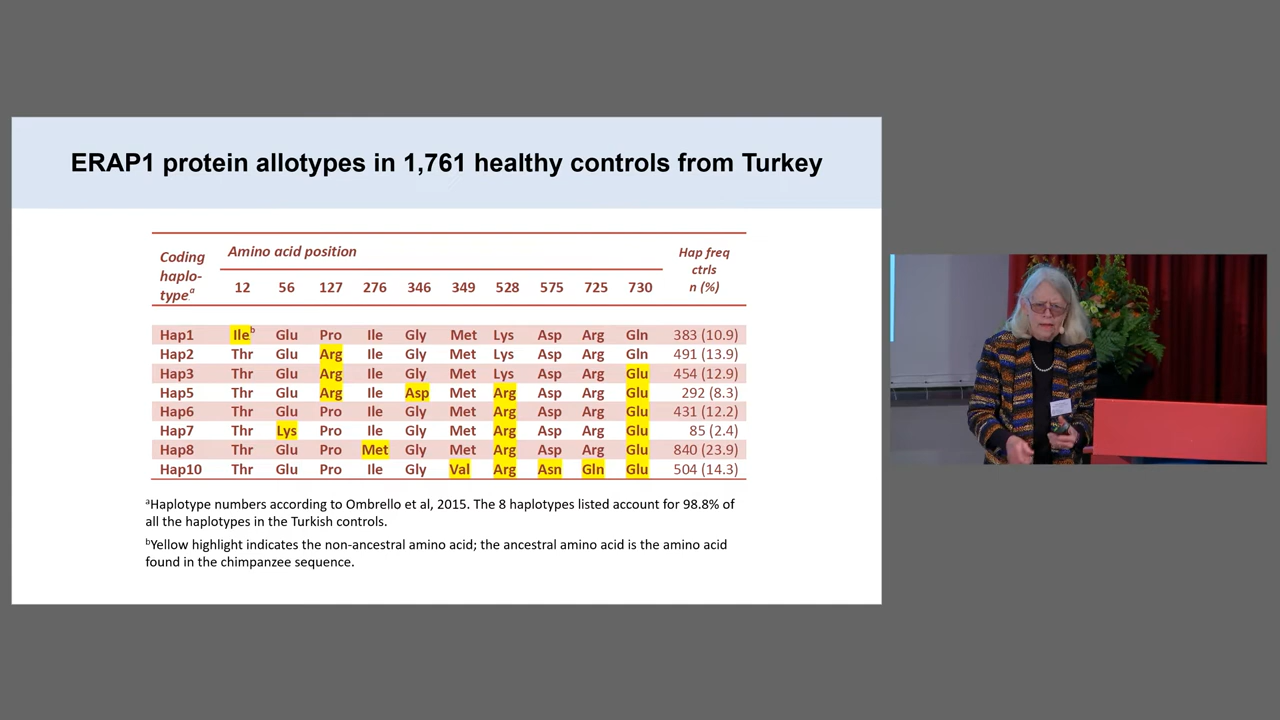 ERAP1 protein allotypes in 1,761 healthy controls from Turkey
Coding haplo-type.a Amino acid position Hap freq ctrls n (%)
12 56 127 276 346 349 528 575 725 730
Hap1 Ileb Glu Pro Ile Gly Met Lys Asp Arg Gln 383 (10.9)
Hap2 Thr Glu Arg Ile Gly Met Lys Asp Arg Gln 491 (13.9)
Hap3 Thr Glu Arg Ile Gly Met Lys Asp Arg Glu 454 (12.9)
Hap5 Thr Glu Arg Ile Asp Met Arg Asp Arg Glu 292 (8.3)
Hap6 Thr Glu Pro Ile Gly Met Arg Asp Arg Glu 431 (12.2)
Hap7 Thr Lys Pro Ile Gly Met Arg Asp Arg Glu 85 (2.4)
Hap8 Thr Glu Pro Met Gly Met Arg Asp Arg Glu 840 (23.9)
Hap10 Thr Glu Pro Ile Gly Val Arg Asn Gln Glu 504 (14.3)
aHaplotype numbers according to Ombrello et al, 2015. The 8 haplotypes listed account for 98.8% of
all the haplotypes in the Turkish controls.
bYellow highlight indicates the non-ancestral amino acid; the ancestral amino acid is the amino acid
found in the chimpanzee sequence.